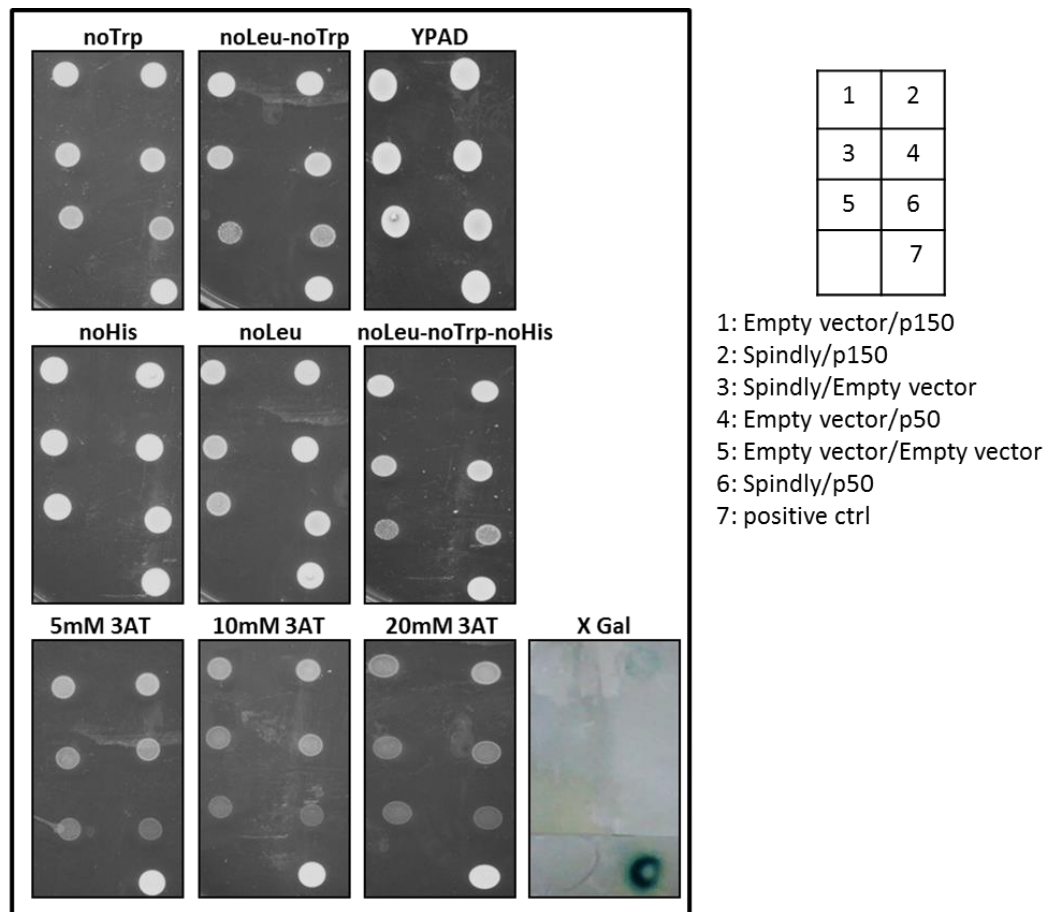 noTrp noLeu-noTrp YPAD
noHis noLeu noLeu-noTrp-noHis
5mM 3AT 10mM 3AT 20mM 3AT X Gal
1 2
3 4
5 6
7
1: Empty vector/p150
2: Spindly/p150
3: Spindly/Empty vector
4: Empty vector/p50
5: Empty vector/Empty vector
6: Spindly/p50
7: positive ctrl